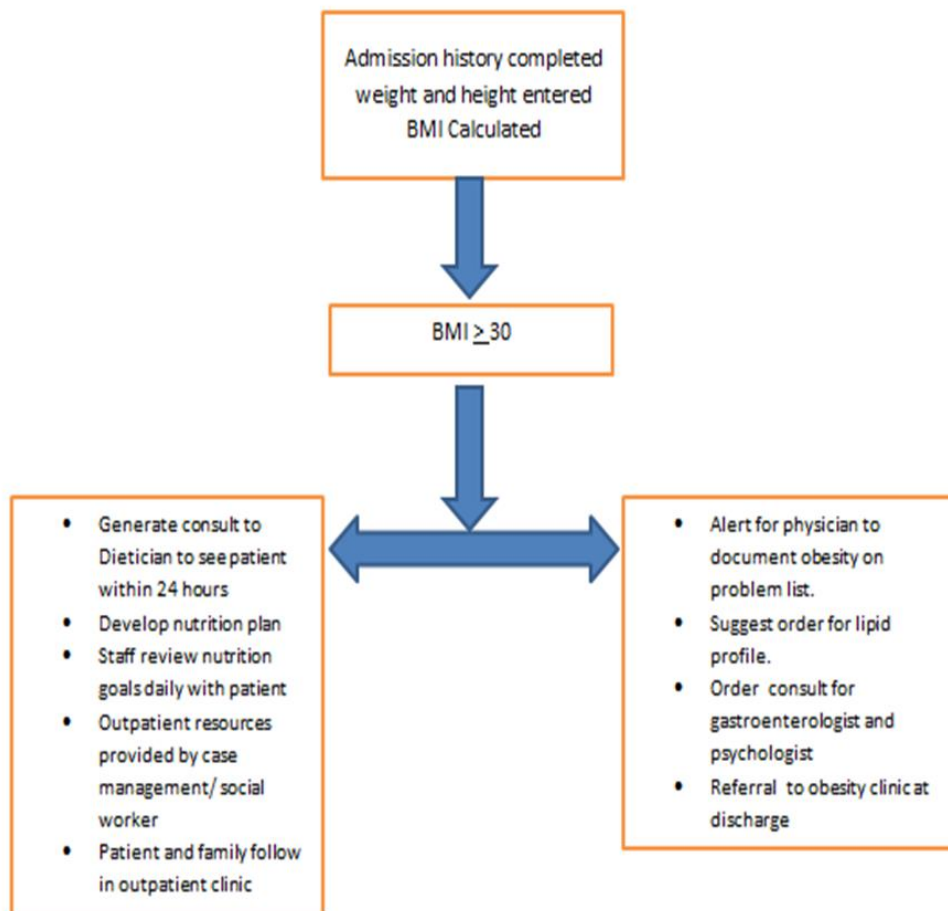 Admission history completed
weight and height entered
BMI Calculated
BMI ≥ 30
• Generate consult to
Dietician to see patient
within 24 hours
• Develop nutrition plan
• Staff review nutrition
goals daily with patient
• Outpatient resources
provided by case
management/ social
worker
• Patient and family follow
in outpatient clinic
• Alert for physician to
document obesity on
problem list.
• Suggest order for lipid
profile.
• Order consult for
gastroenterologist and
psychologist
• Referral to obesity clinic at
discharge